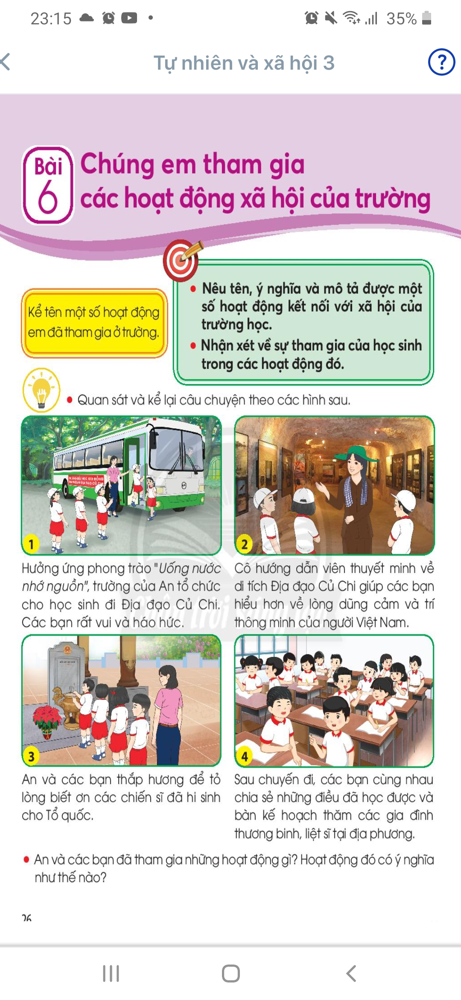 23:15
35%
Tự nhiên và xã hội 3
?
Bài
6
Chúng em tham gia
các hoạt động xã hội của trường
Kể tên một số hoạt động
em đã tham gia ở trường.
• Nêu tên, ý nghĩa và mô tả được một
số hoạt động kết nối với xã hội của
trường học.
• Nhận xét về sự tham gia của học sinh
trong các hoạt động đó.
• Quan sát và kể lại câu chuyện theo các hình sau.
1
Hưởng ứng phong trào "Uống nước
nhớ nguồn", trường của An tổ chức
cho học sinh đi Địa đạo Củ Chi.
Các bạn rất vui và háo hức.
2
Cô hướng dẫn viên thuyết minh về
di tích Địa đạo Củ Chi giúp các bạn
hiểu hơn về lòng dũng cảm và trí
thông minh của người Việt Nam.
Chân trời sáng tạo
3
An và các bạn thắp hương để tỏ
lòng biết ơn các chiến sĩ đã hi sinh
cho Tổ quốc.
4
Sau chuyến đi, các bạn cùng nhau
chia sẻ những điều đã học được và
bàn kế hoạch thăm các gia đình
thương binh, liệt sĩ tại địa phương.
• An và các bạn đã tham gia những hoạt động gì? Hoạt động đó có ý nghĩa
như thế nào?
26